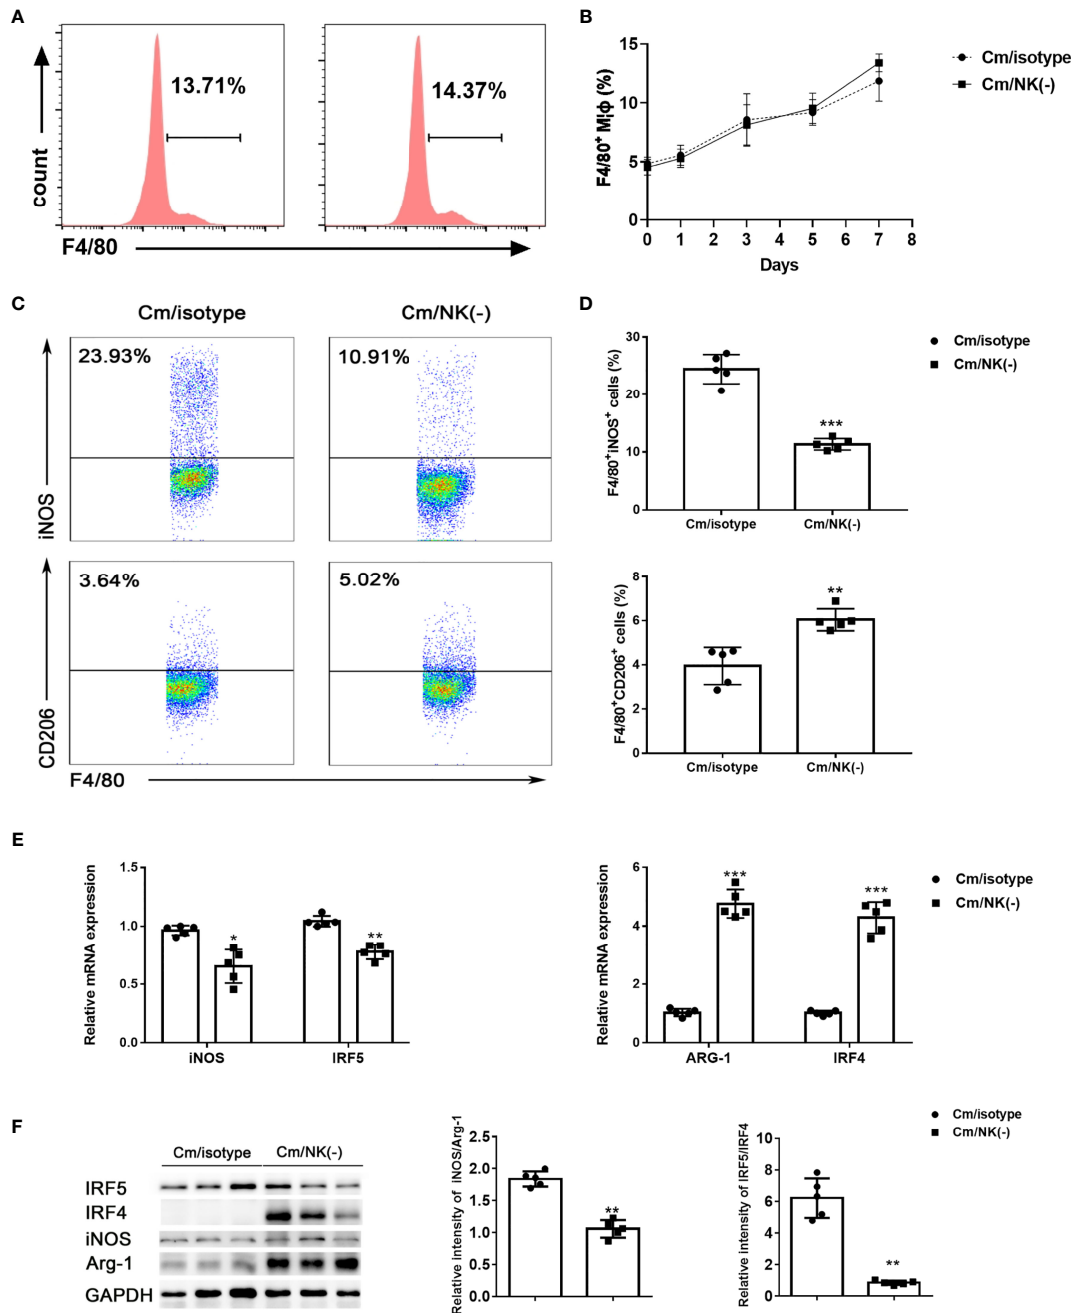 A
13.71%
14.37%
count
F4/80
B
15
10
5
0
F4/80+ M¦ϕ (%)
0 1 2 3 4 5 6 7 8
Days
Cm/isotype
Cm/NK(-)
C
Cm/isotype Cm/NK(-)
23.93% 10.91%
iNOS
3.64% 5.02%
CD206
F4/80
D
30
20
10
0
F4/80+iNOS+ cells (%)
***
Cm/isotype Cm/NK(-)
Cm/isotype
Cm/NK(-)
8
6
4
2
0
F4/80+CD206+ cells (%)
**
Cm/isotype Cm/NK(-)
E
1.5
1.0
0.5
0.0
Relative mRNA expression
* **
iNOS IRF5
6
4
2
0
Relative mRNA expression
*** ***
ARG-1 IRF4
Cm/isotype
Cm/NK(-)
F
Cm/isotype Cm/NK(-)
IRF5
IRF4
iNOS
Arg-1
GAPDH
2.5
2.0
1.5
1.0
0.5
0.0
Relative intensity of iNOS/Arg-1
**
10
8
6
4
2
0
Relative intensity of IRF5/IRF4
**
Cm/isotype
Cm/NK(-)